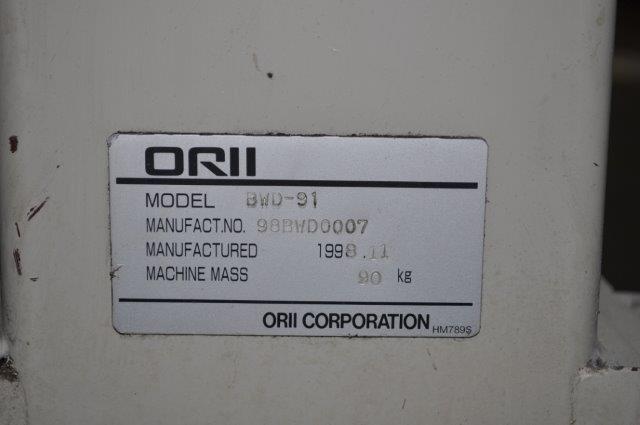 ORII
MODEL BWD-91
MANUFACT.NO. 98BWD0007
MANUFACTURED 1998.11
MACHINE MASS 90 kg
ORII CORPORATION HM789S